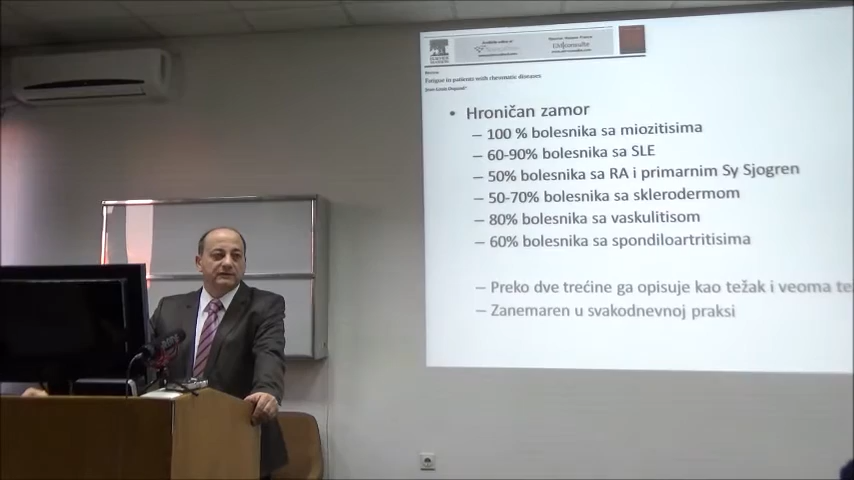 Review
Fatigue in patients with rheumatic diseases
• Hroničan zamor
– 100 % bolesnika sa miozitisima
– 60-90% bolesnika sa SLE
– 50% bolesnika sa RA i primarnim Sy Sjogren
– 50-70% bolesnika sa sklerodermom
– 80% bolesnika sa vaskulitisom
– 60% bolesnika sa spondiloartritisima
– Preko dve trećine ga opisuje kao težak i veoma te
– Zanemaren u svakodnevnoj praksi